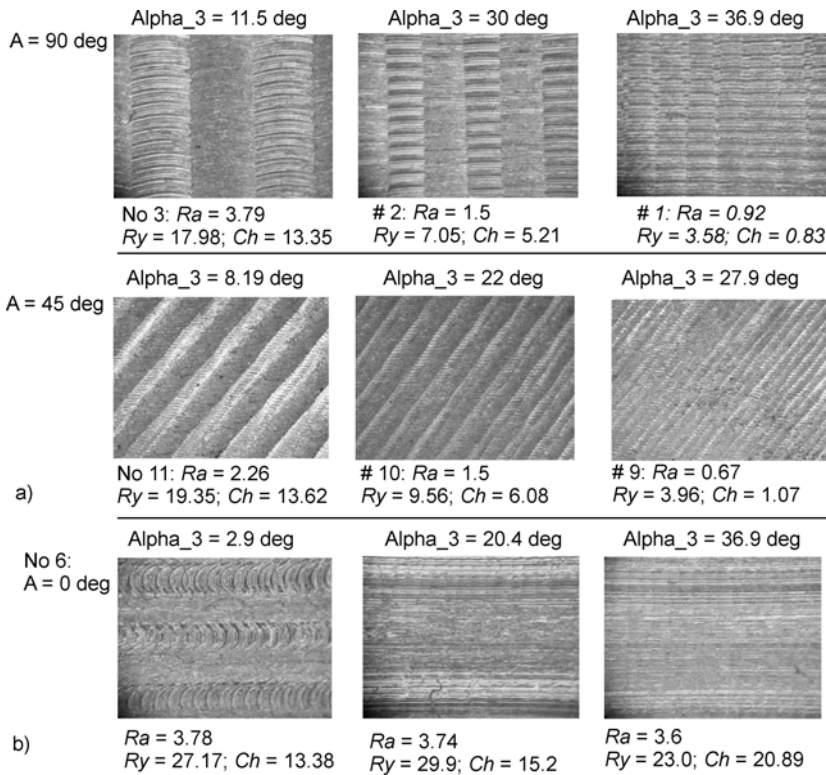 Alpha_3 = 11.5 deg Alpha_3 = 30 deg Alpha_3 = 36.9 deg
A = 90 deg
No 3: Ra = 3.79 # 2: Ra = 1.5 # 1: Ra = 0.92
Ry = 17.98; Ch = 13.35 Ry = 7.05; Ch = 5.21 Ry = 3.58; Ch = 0.83
Alpha_3 = 8.19 deg Alpha_3 = 22 deg Alpha_3 = 27.9 deg
A = 45 deg
No 11: Ra = 2.26 # 10: Ra = 1.5 # 9: Ra = 0.67
a) Ry = 19.35; Ch = 13.62 Ry = 9.56; Ch = 6.08 Ry = 3.96; Ch = 1.07
Alpha_3 = 2.9 deg Alpha_3 = 20.4 deg Alpha_3 = 36.9 deg
No 6:
A = 0 deg
Ra = 3.78 Ra = 3.74 Ra = 3.6
b) Ry = 27.17; Ch = 13.38 Ry = 29.9; Ch = 15.2 Ry = 23.0; Ch = 20.89